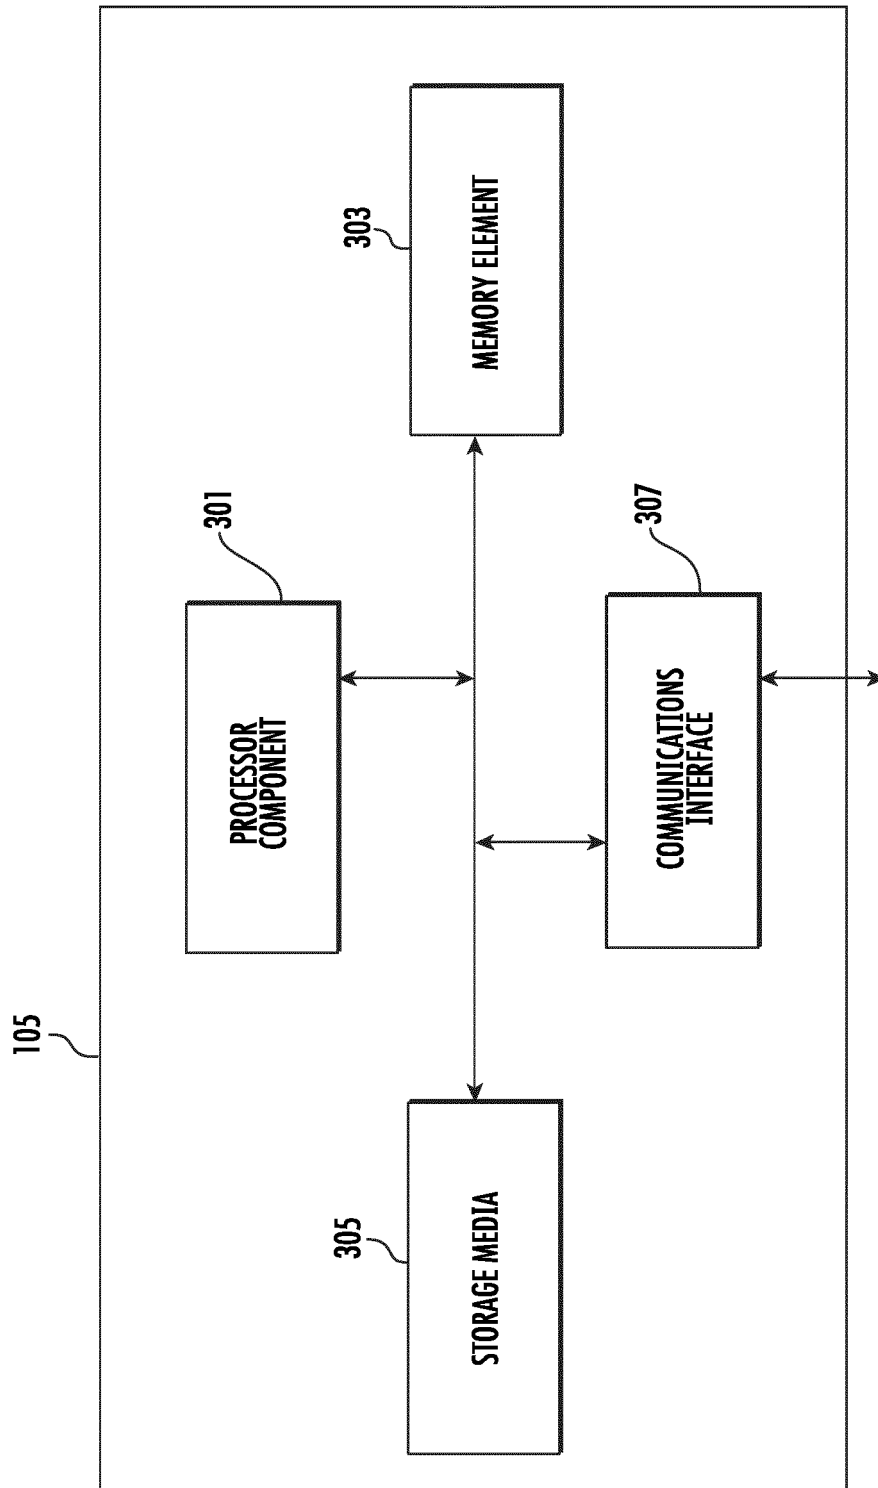 105
301
PROCESSOR
COMPONENT
305
STORAGE MEDIA
303
MEMORY ELEMENT
307
COMMUNICATIONS
INTERFACE